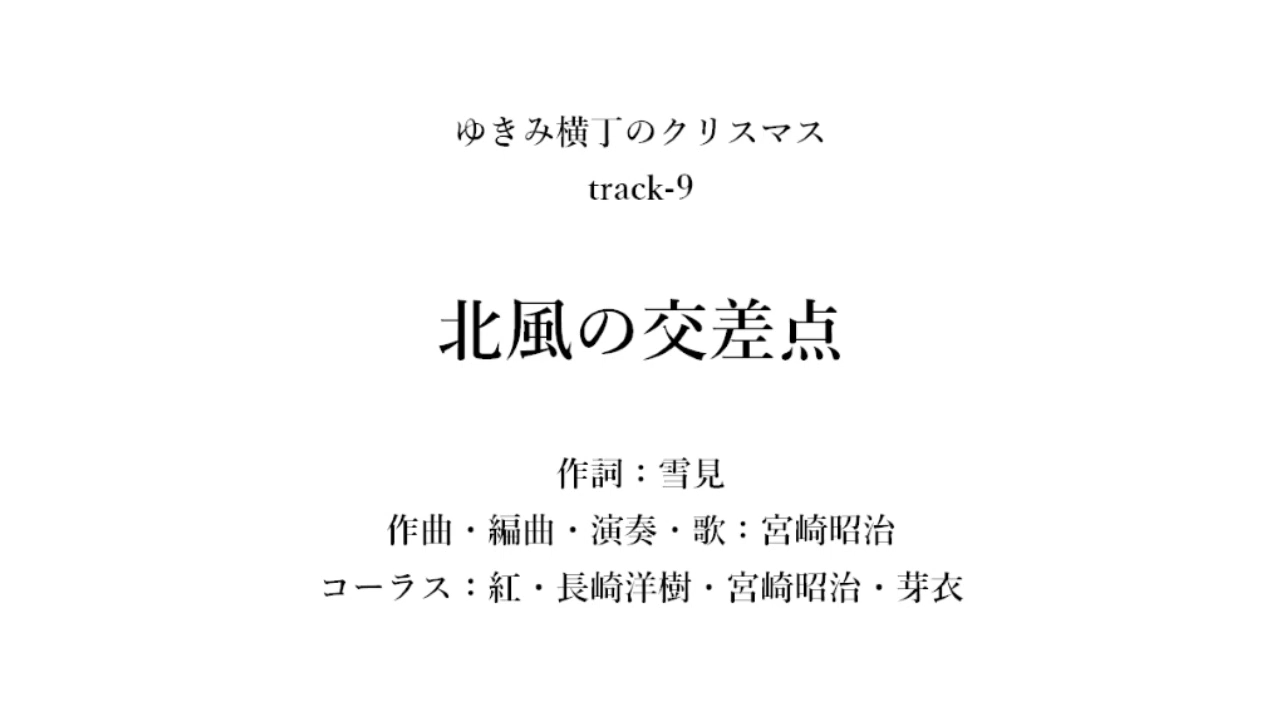 ゆきみ横丁のクリスマス
track-9
北風の交差点
作詞：雪見
作曲・編曲・演奏・歌：宮崎昭治
コーラス：紅・長崎洋樹・宮崎昭治・芽衣